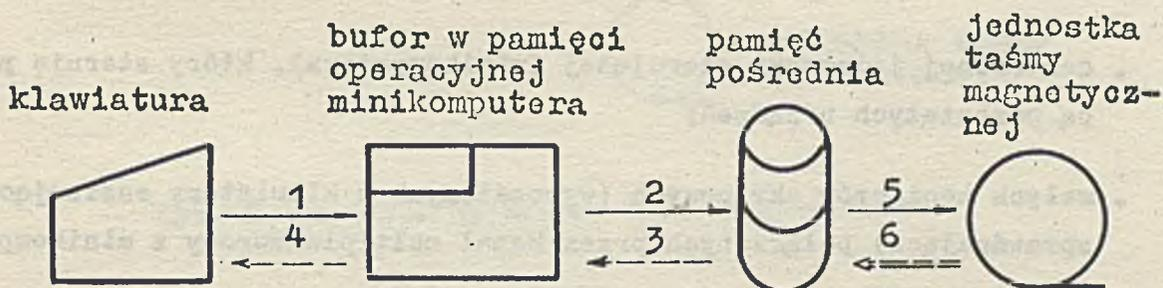 klawiatura
bufor w pamięci
operacyjnej
minikomputera
pamięć
pośrednia
jednostka
taśmy
magnetycz-
nej
1
4
2
3
5
6